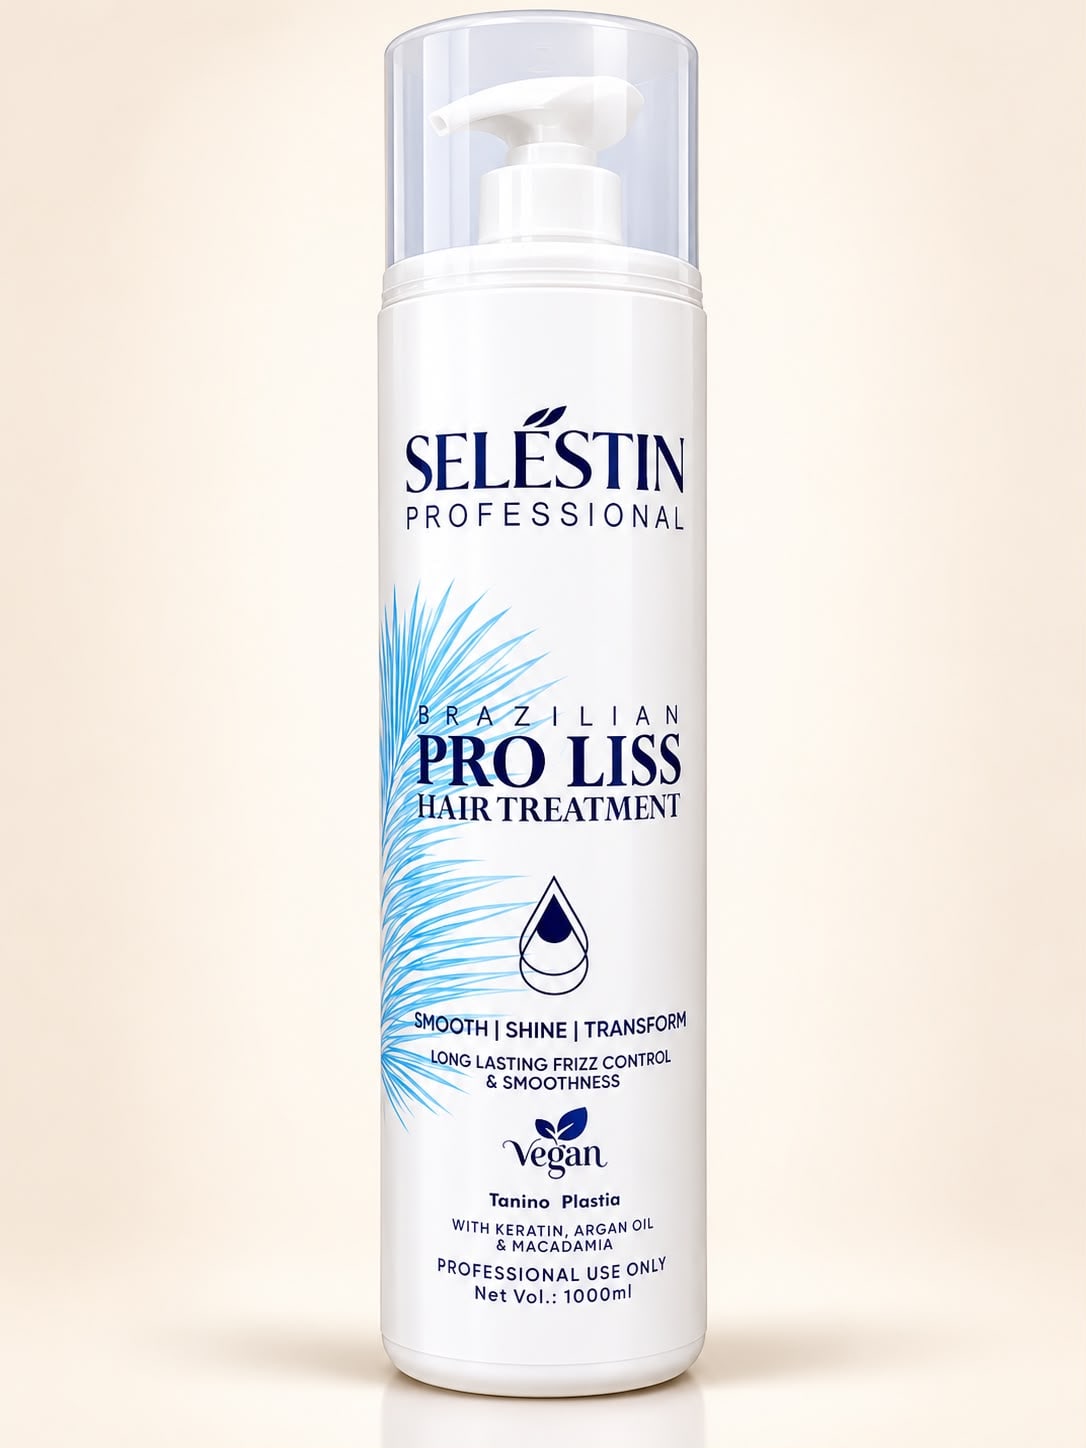 SELÉSTIN
PROFESSIONAL
BRAZILIAN
PRO LISS
HAIR TREATMENT
SMOOTH | SHINE | TRANSFORM
LONG LASTING FRIZZ CONTROL
& SMOOTHNESS
Vegan
Tanino Plastia
WITH KERATIN, ARGAN OIL
& MACADAMIA
PROFESSIONAL USE ONLY
Net Vol.: 1000ml